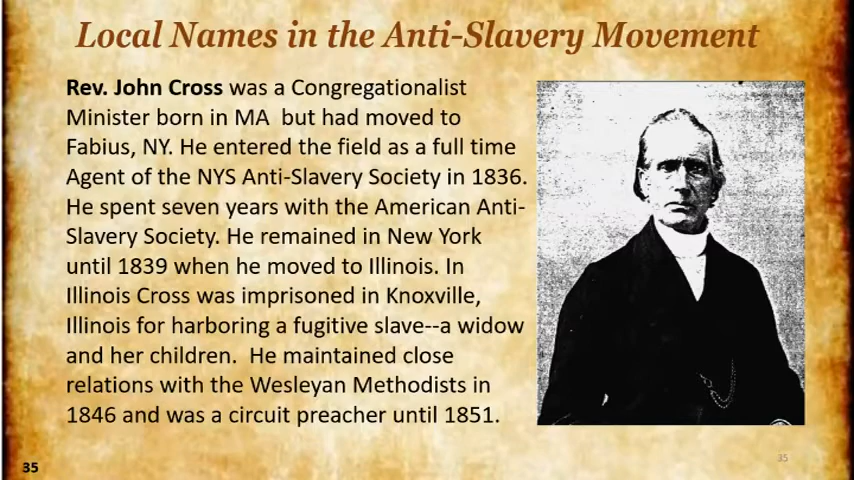 Local Names in the Anti-Slavery Movement
Rev. John Cross was a Congregationalist
Minister born in MA  but had moved to
Fabius, NY. He entered the field as a full time
Agent of the NYS Anti-Slavery Society in 1836.
He spent seven years with the American Anti-
Slavery Society. He remained in New York
until 1839 when he moved to Illinois. In
Illinois Cross was imprisoned in Knoxville,
Illinois for harboring a fugitive slave--a widow
and her children.  He maintained close
relations with the Wesleyan Methodists in
1846 and was a circuit preacher until 1851.
35
35